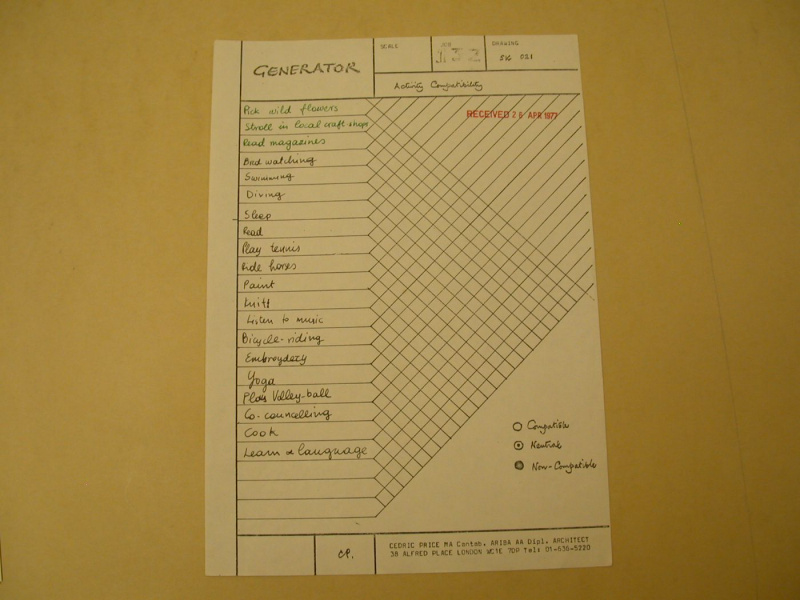 GENERATOR
SCALE
DRAWING
SK 021
Activity Compatibility
RECEIVED 26 APR 1977
Pick wild flowers
Stroll in local craft shops
Read magazines
Bird watching
Swimming
Diving
Sleep
Read
Play tennis
Ride horses
Paint
Knitt
Listen to music
Bicycle-riding
Embroydery
Yoga
Play Volley-ball
Co-councelling
Cook
Learn a language
Compatible
Neutral
Non-Compatible
CP.
CEDRIC PRICE MA Cantab, ARIBA AA Dipl, ARCHITECT
38 ALFRED PLACE LONDON WC1E 7DP Tel: 01-636-5220